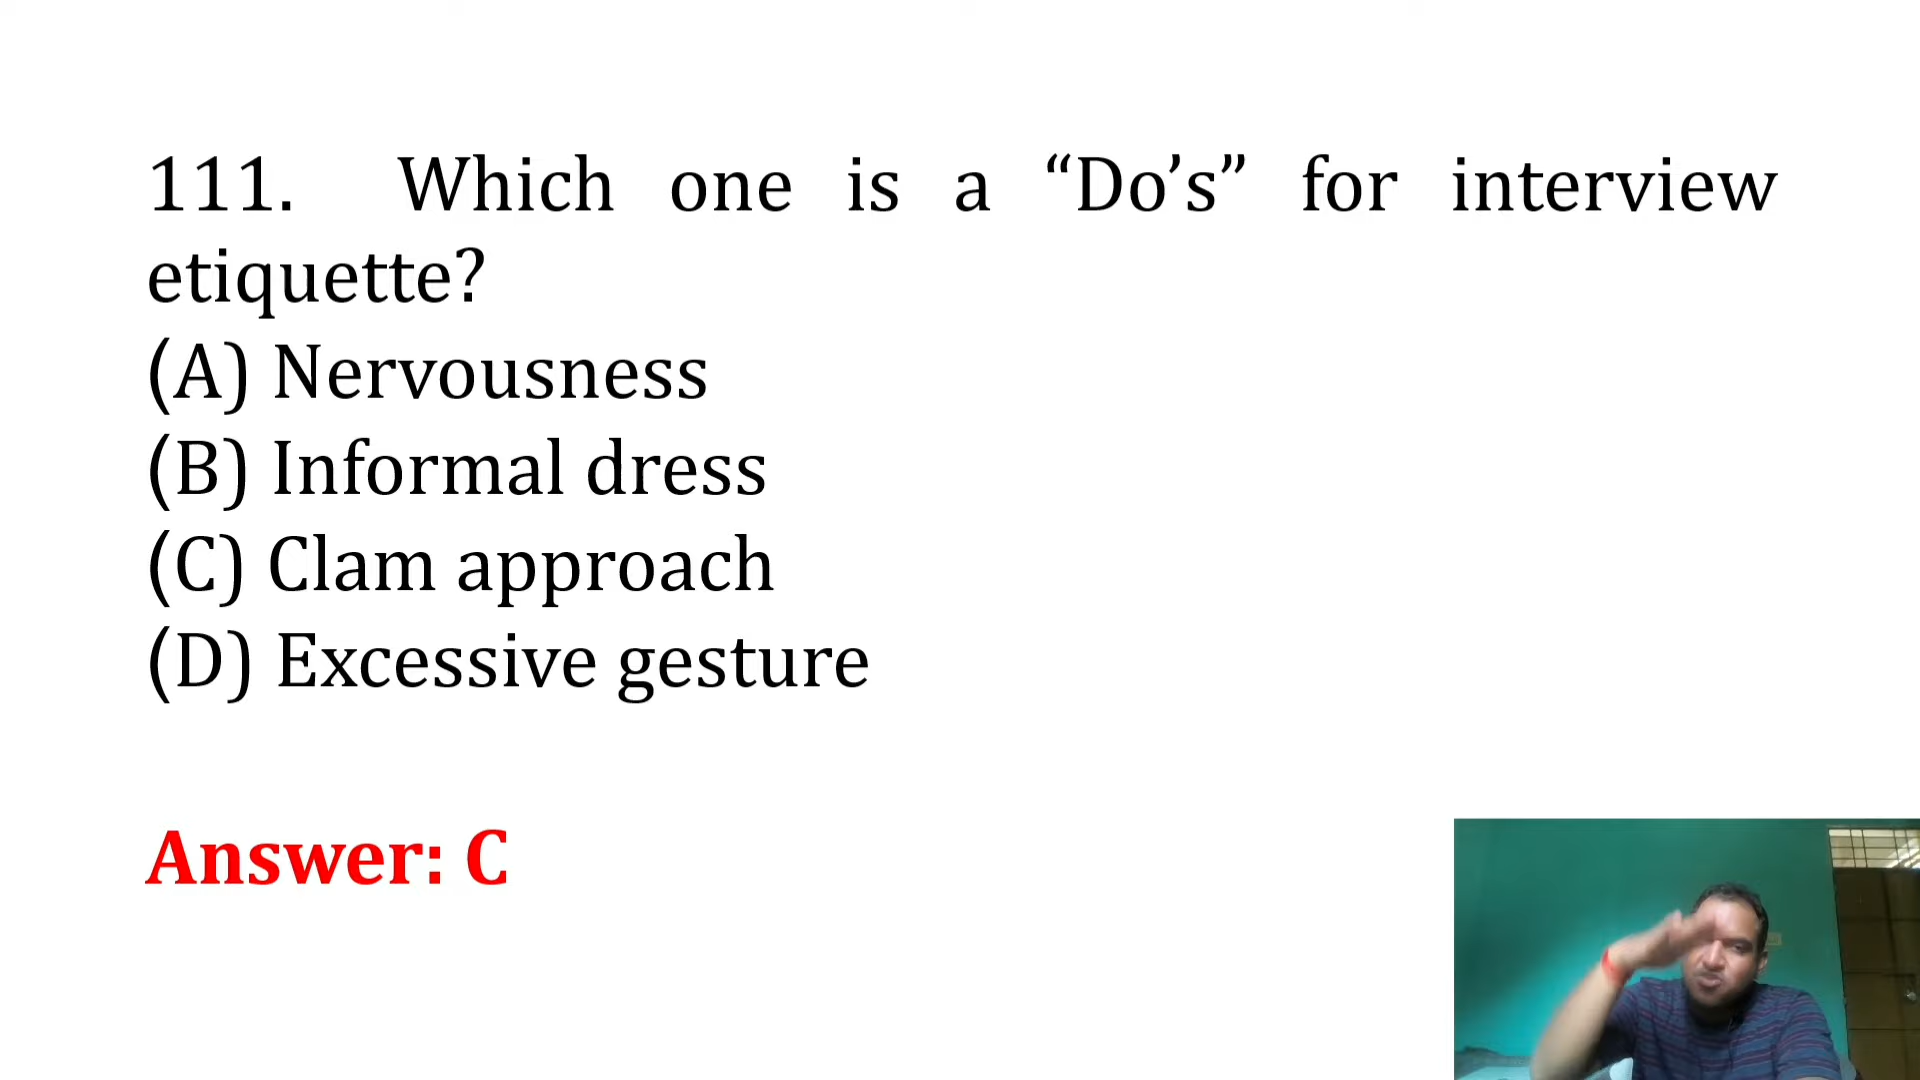 111. Which one is a “Do’s” for interview
etiquette?
(A) Nervousness
(B) Informal dress
(C) Clam approach
(D) Excessive gesture
Answer: C